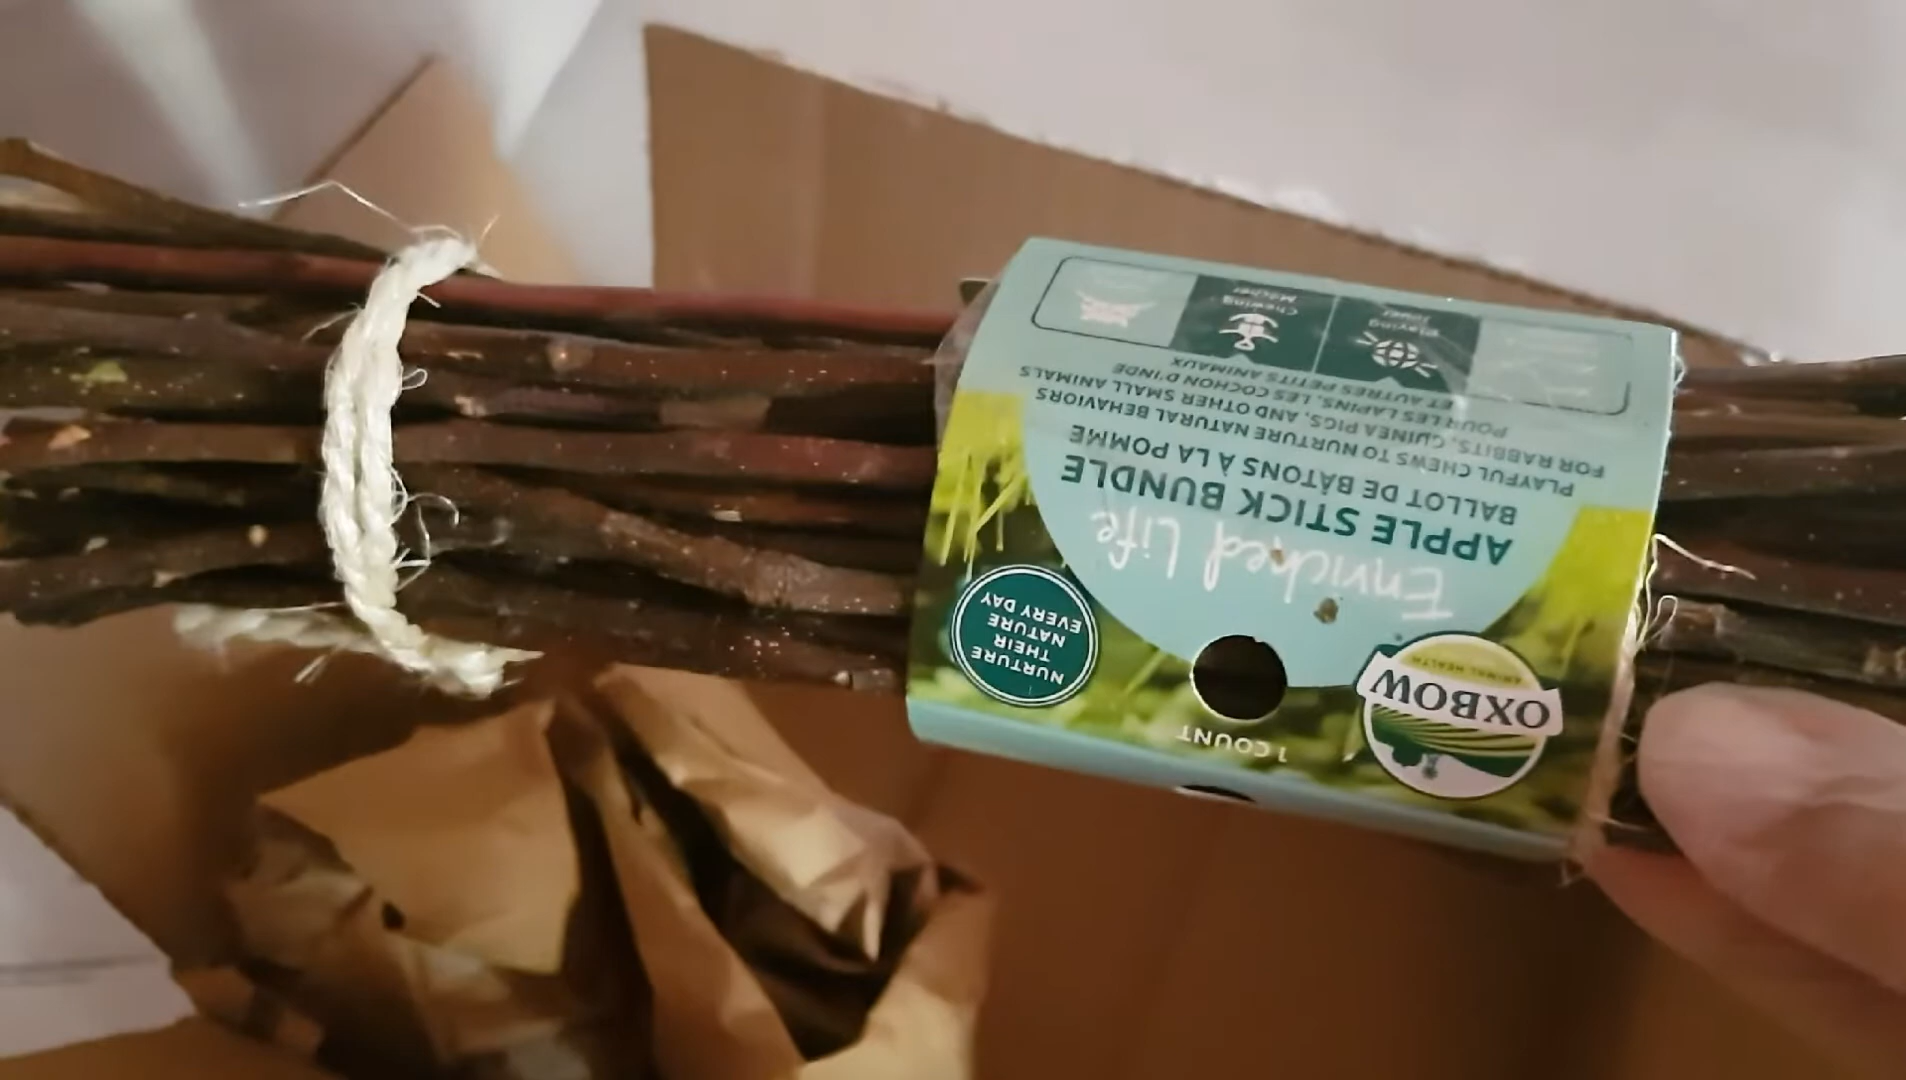 OXBOW
ANIMAL HEALTH
1 COUNT
NURTURE
THEIR
NATURE
EVERY DAY
Enriched Life
APPLE STICK BUNDLE
BALLOT DE BÂTONS À LA POMME
PLAYFUL CHEWS TO NURTURE NATURAL BEHAVIORS
FOR RABBITS, GUINEA PIGS, AND OTHER SMALL ANIMALS
POUR LES LAPINS, LES COCHON D'INDE
ET AUTRES PETITS ANIMAUX
Playing
Jouer
Chewing
Mâcher